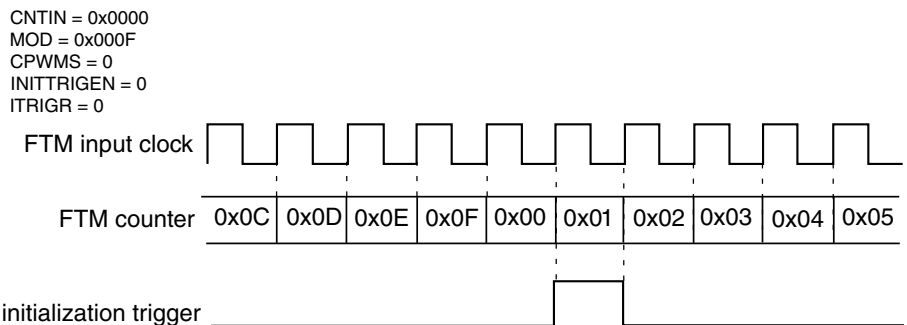 CNTIN = 0x0000
MOD = 0x000F
CPWMS = 0
INITTRIGEN = 0
ITRIGR = 0
FTM input clock
FTM counter 0x0C 0x0D 0x0E 0x0F 0x00 0x01 0x02 0x03 0x04 0x05
initialization trigger